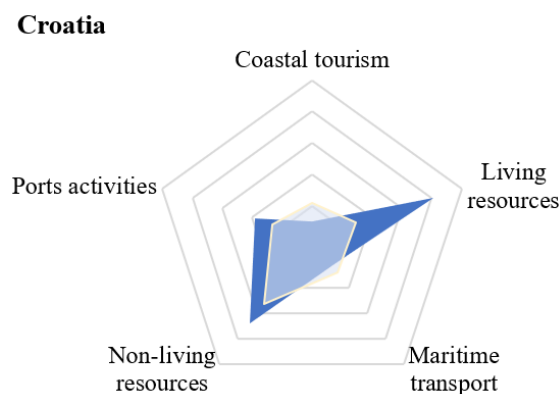 Croatia
Coastal tourism
Living
resources
Ports activities
Non-living
resources
Maritime
transport